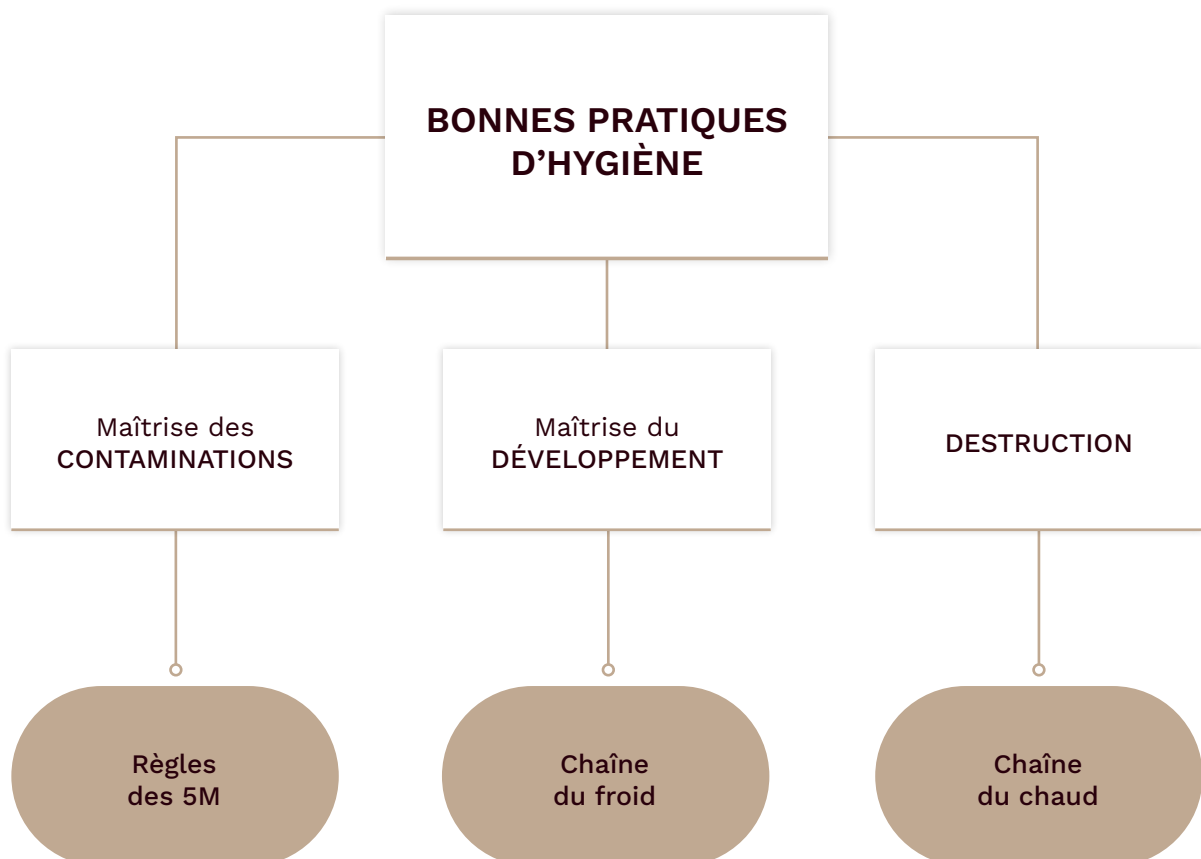 BONNES PRATIQUES
D’HYGIÈNE
Maîtrise des
CONTAMINATIONS
Maîtrise du
DÉVELOPPEMENT
DESTRUCTION
Règles
des 5M
Chaîne
du froid
Chaîne
du chaud